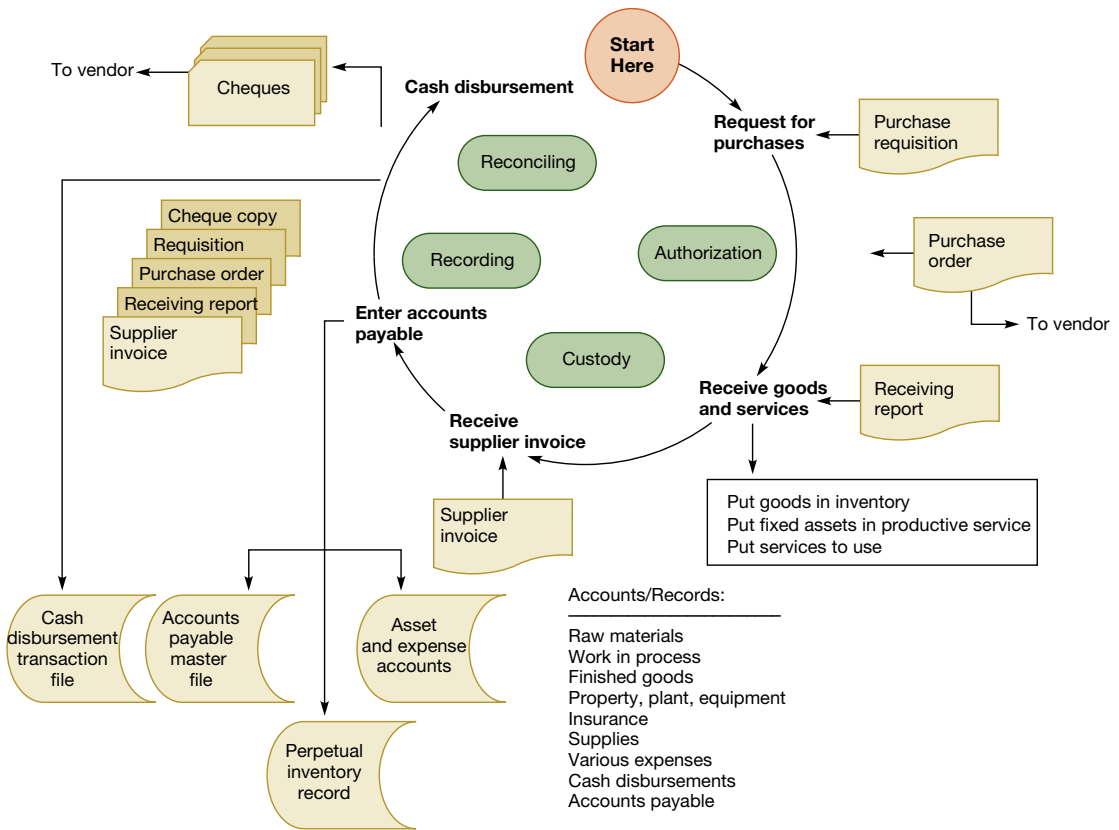 Start
Here
To vendor
Cheques
Cash disbursement
Request for
purchases
Purchase
requisition
Reconciling
Cheque copy
Requisition
Purchase order
Receiving report
Supplier
invoice
Recording
Authorization
Purchase
order
To vendor
Enter accounts
payable
Custody
Receive goods
and services
Receiving
report
Receive
supplier invoice
Supplier
invoice
Put goods in inventory
Put fixed assets in productive service
Put services to use
Cash
disbursement
transaction
file
Accounts
payable
master
file
Asset
and expense
accounts
Perpetual
inventory
record
Accounts/Records:
Raw materials
Work in process
Finished goods
Property, plant, equipment
Insurance
Supplies
Various expenses
Cash disbursements
Accounts payable